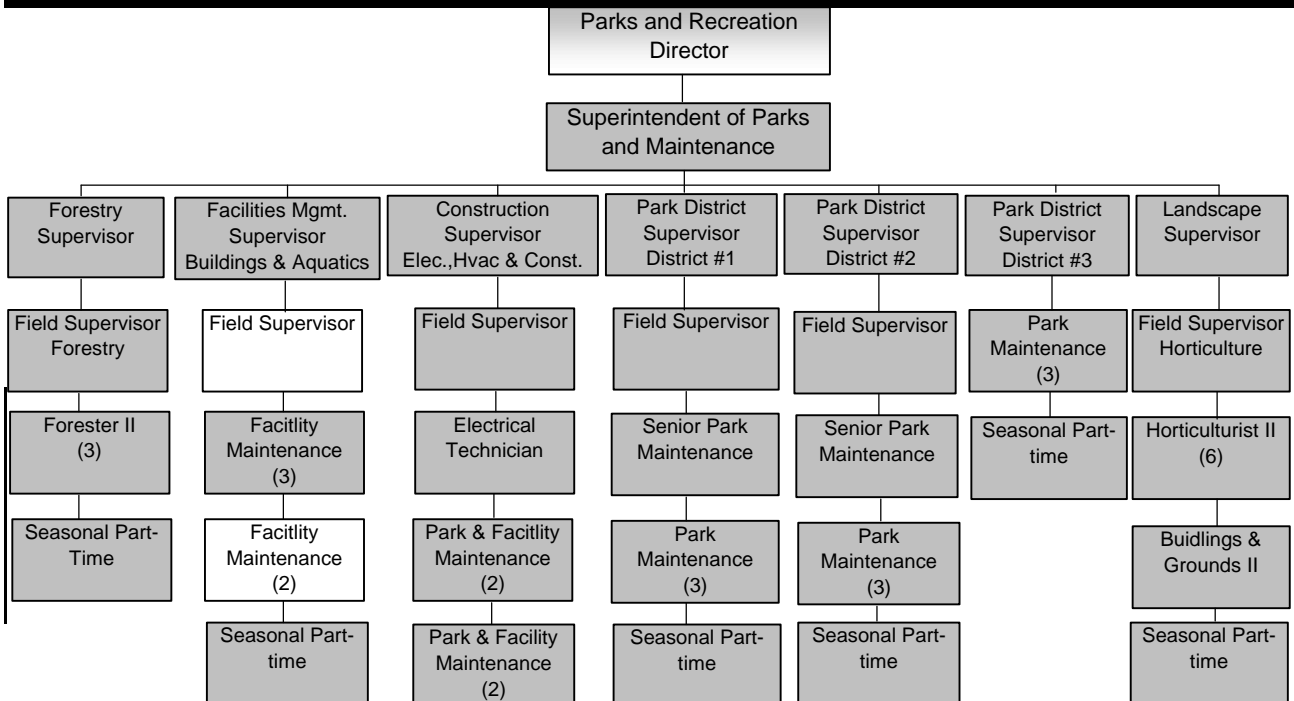 Parks and Recreation
Director
Superintendent of Parks
and Maintenance
Forestry
Supervisor
Facilities Mgmt.
Supervisor
Buildings & Aquatics
Construction
Supervisor
Elec.,Hvac & Const.
Park District
Supervisor
District #1
Park District
Supervisor
District #2
Park District
Supervisor
District #3
Landscape
Supervisor
Field Supervisor
Forestry
Field Supervisor
Field Supervisor
Field Supervisor
Field Supervisor
Park
Maintenance
(3)
Field Supervisor
Horticulture
Forester II
(3)
Facitlity
Maintenance
(3)
Electrical
Technician
Senior Park
Maintenance
Senior Park
Maintenance
Seasonal Part-
time
Horticulturist II
(6)
Seasonal Part-
Time
Facitlity
Maintenance
(2)
Park & Facitlity
Maintenance
(2)
Park
Maintenance
(3)
Park
Maintenance
(3)
Buidlings &
Grounds II
Seasonal Part-
time
Park & Facility
Maintenance
(2)
Seasonal Part-
time
Seasonal Part-
time
Seasonal Part-
time